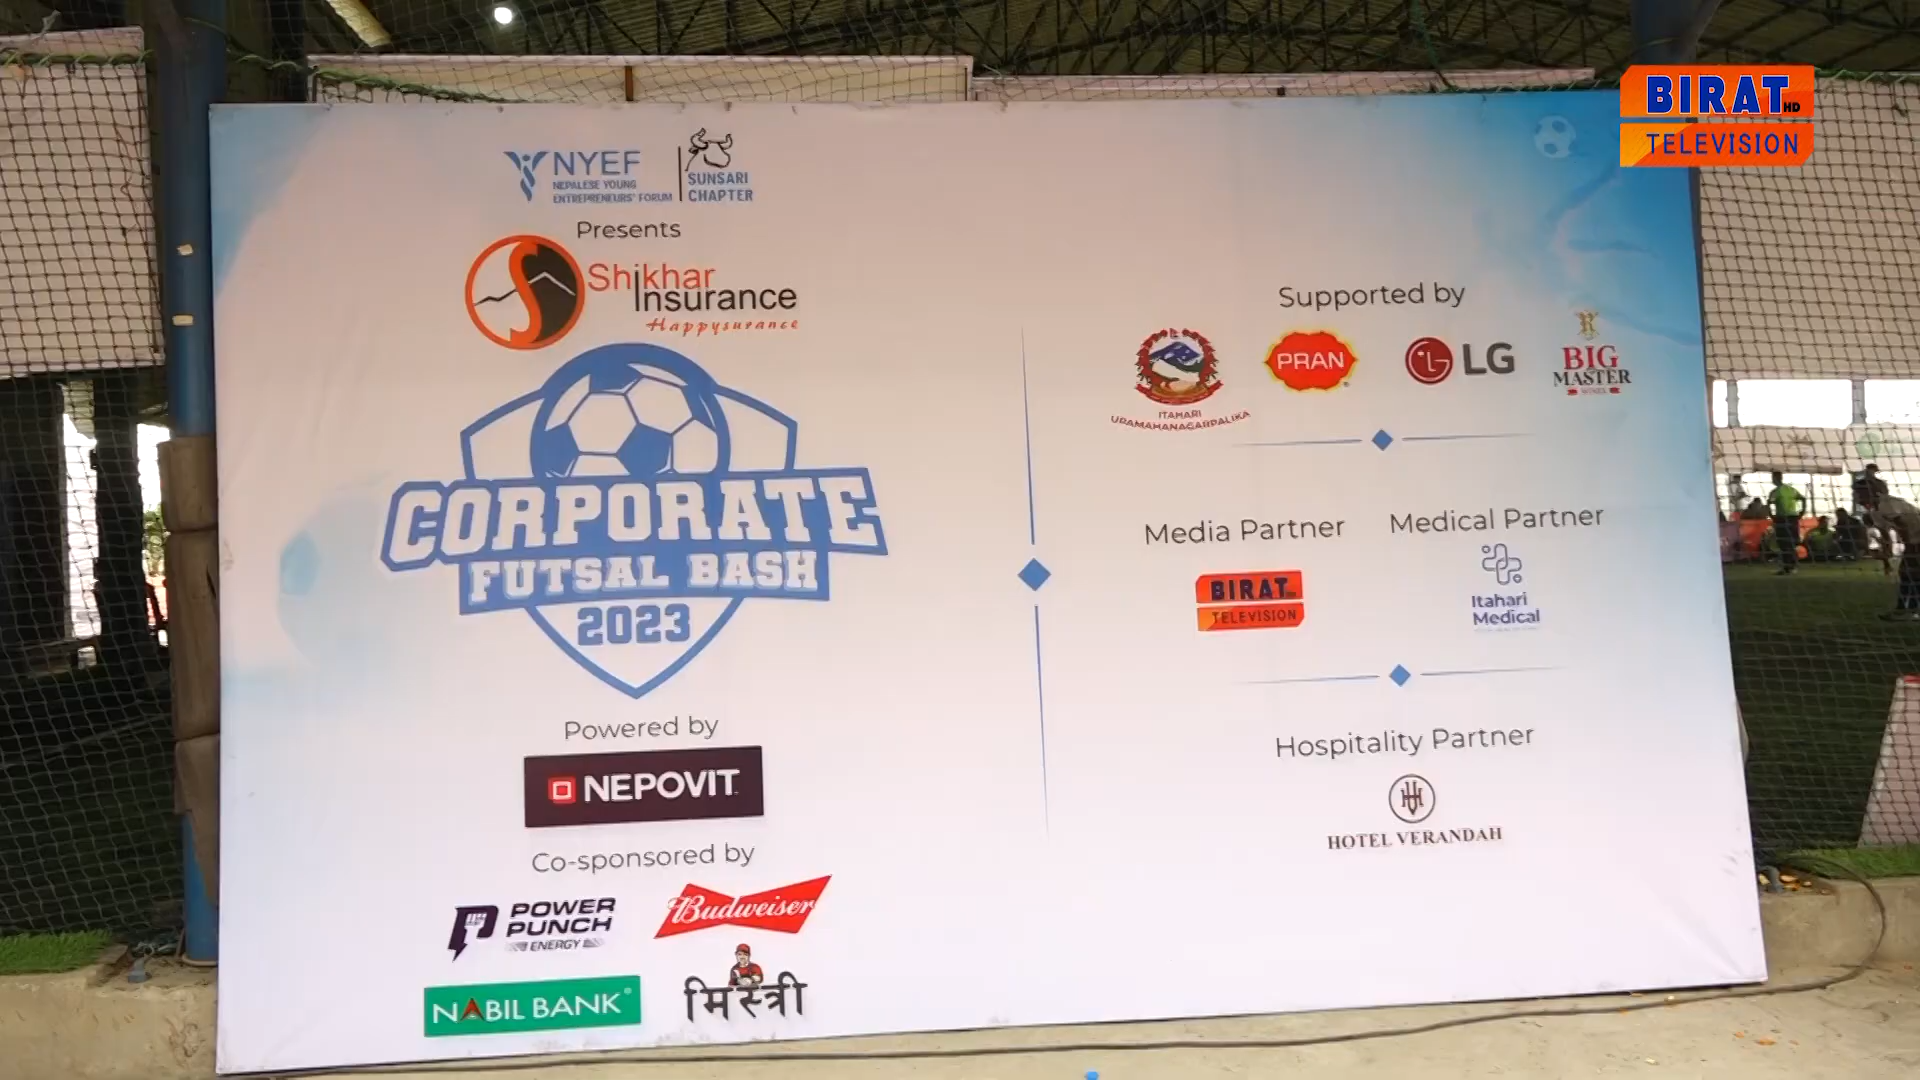 BIRAT HD
TELEVISION
NYEF
NEPALESE YOUNG
ENTREPRENEURS' FORUM
SUNSARI
CHAPTER
Presents
Shikhar
Insurance
Happysurance
CORPORATE
FUTSAL BASH
2023
Powered by
NEPOVIT
Co-sponsored by
POWER
PUNCH
ENERGY
Budweiser
NABIL BANK
मिस्त्री
Supported by
ITAHARI
UPAMAHANAGARPALIKA
PRAN
LG
BIG
MASTER
Media Partner
BIRAT
TELEVISION
Medical Partner
Itahari
Medical
Hospitality Partner
HOTEL VERANDAH